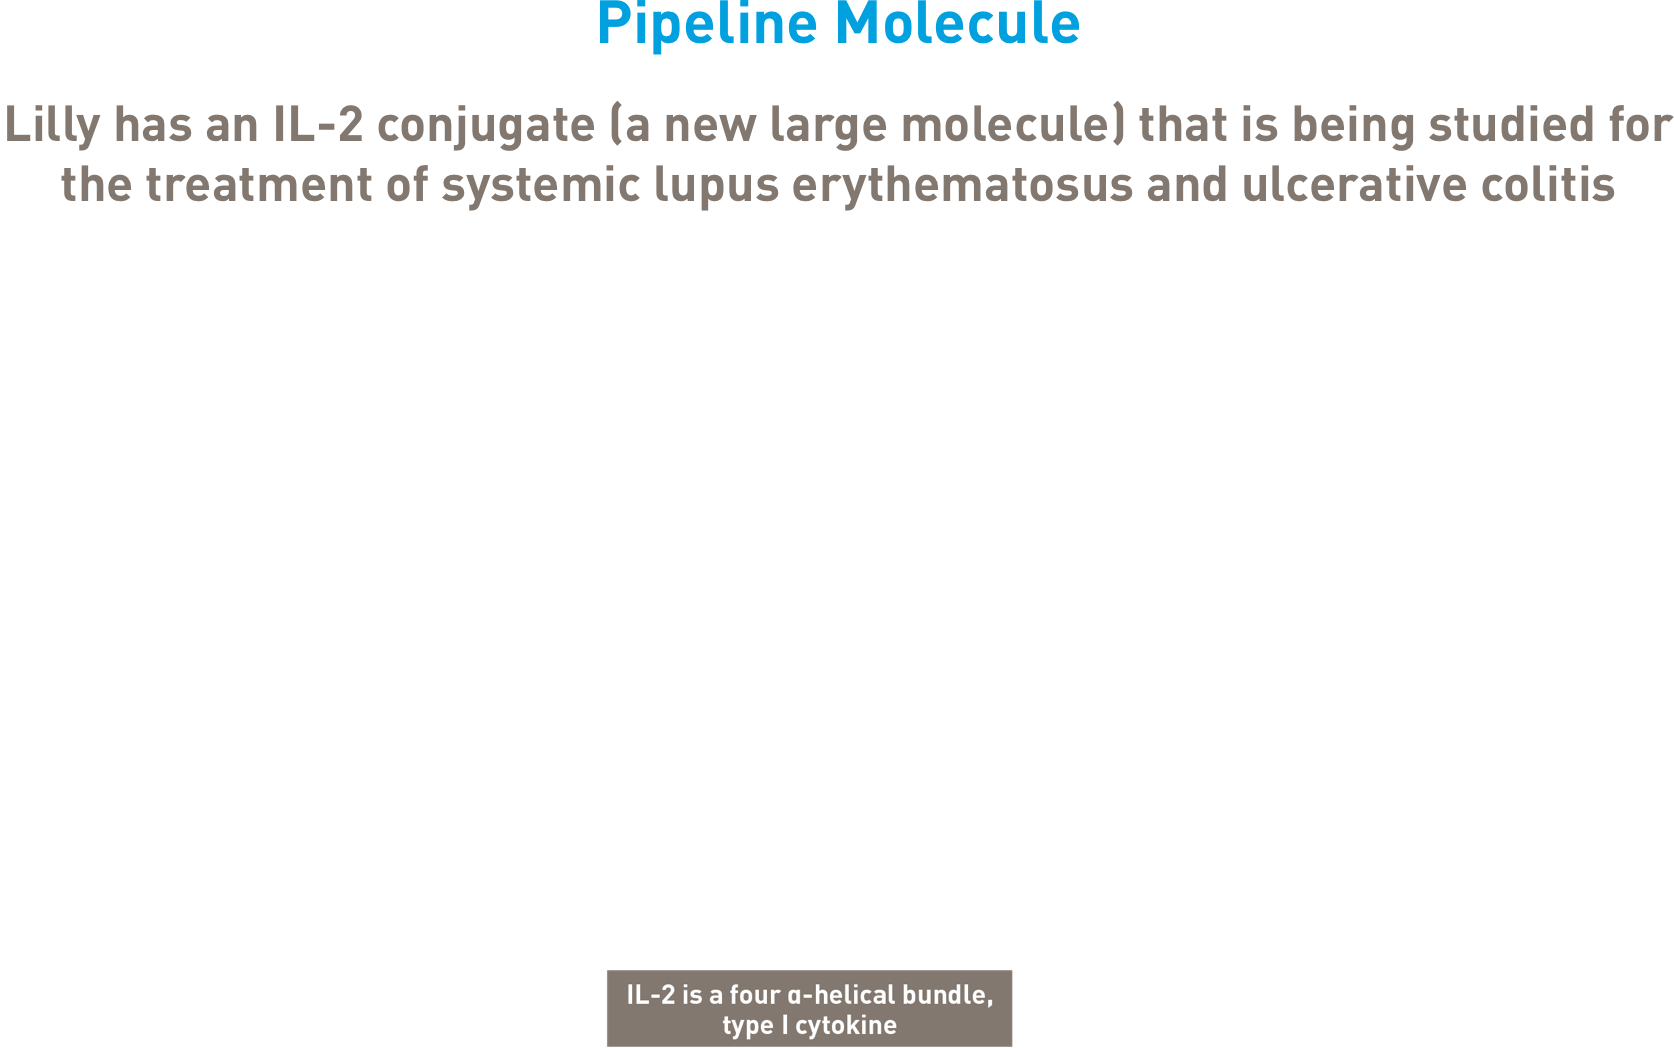 Pipeline Molecule
Lilly has an IL-2 conjugate (a new large molecule) that is being studied for
the treatment of systemic lupus erythematosus and ulcerative colitis
IL-2 is a four α-helical bundle,
type I cytokine